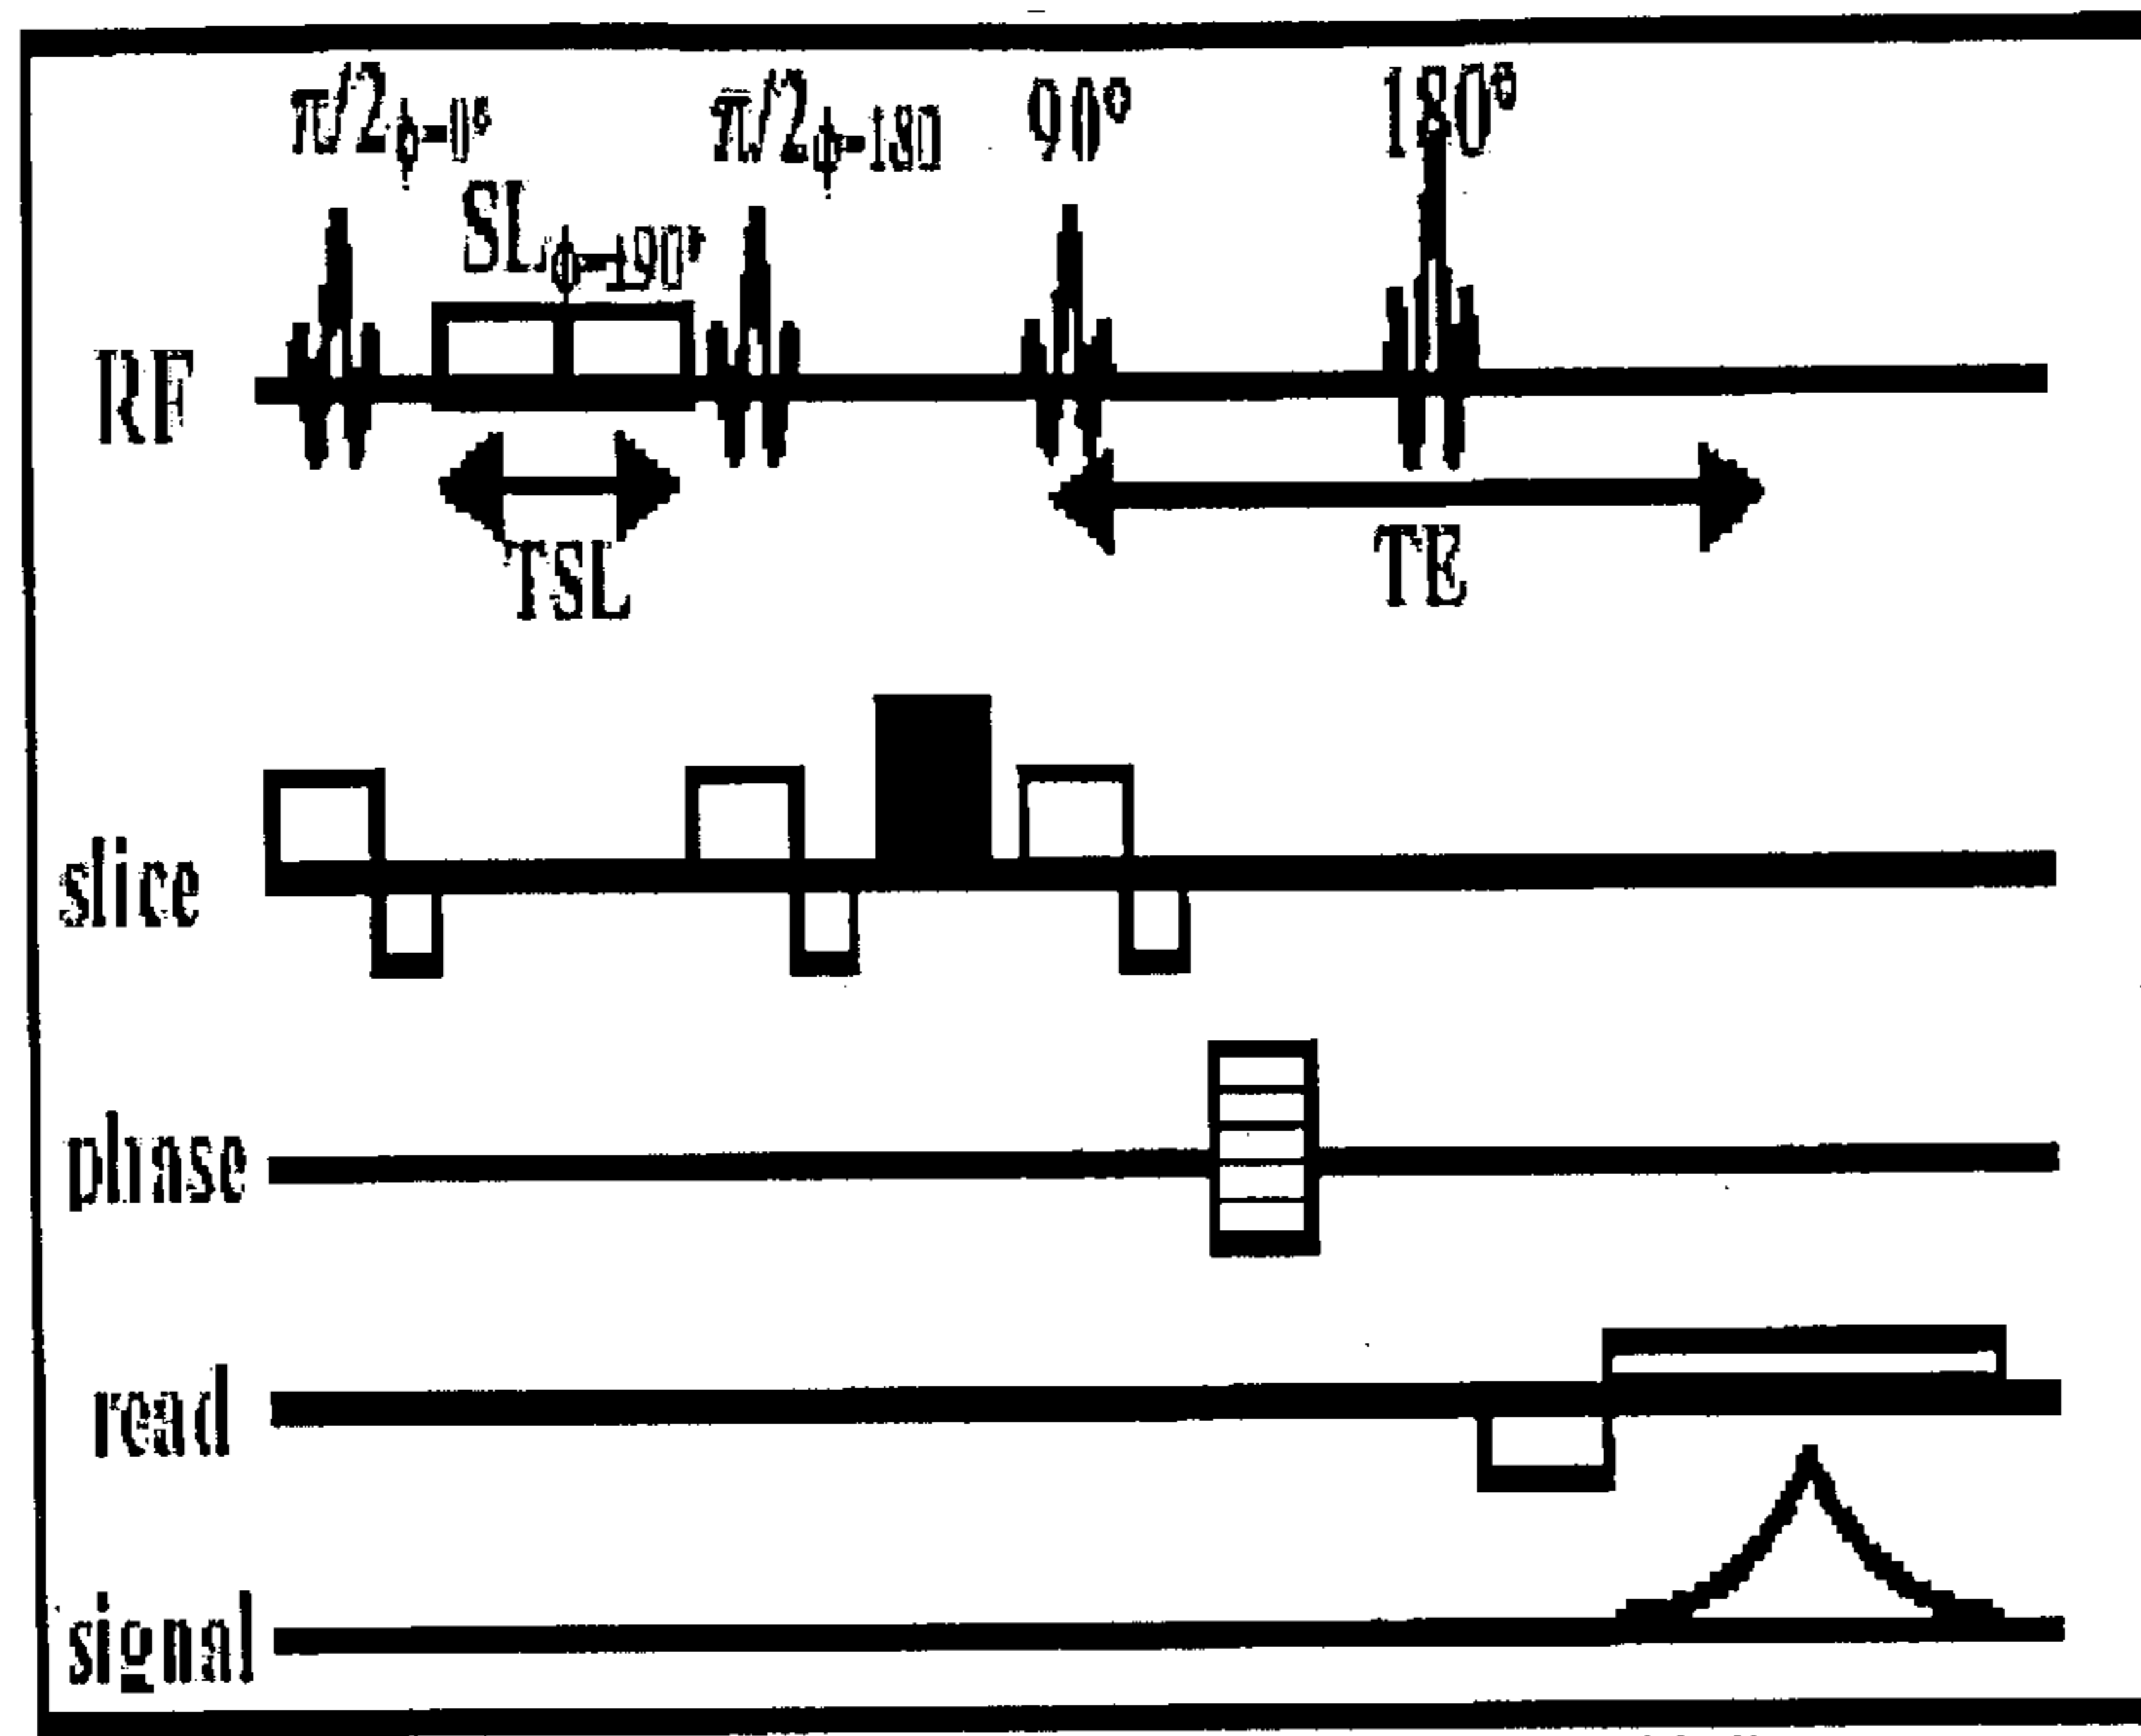 π/2ϕ=0° π/2ϕ=180 90° 180°
SLϕ=±90°
RF
TSL
TE
slice
phase
read
signal